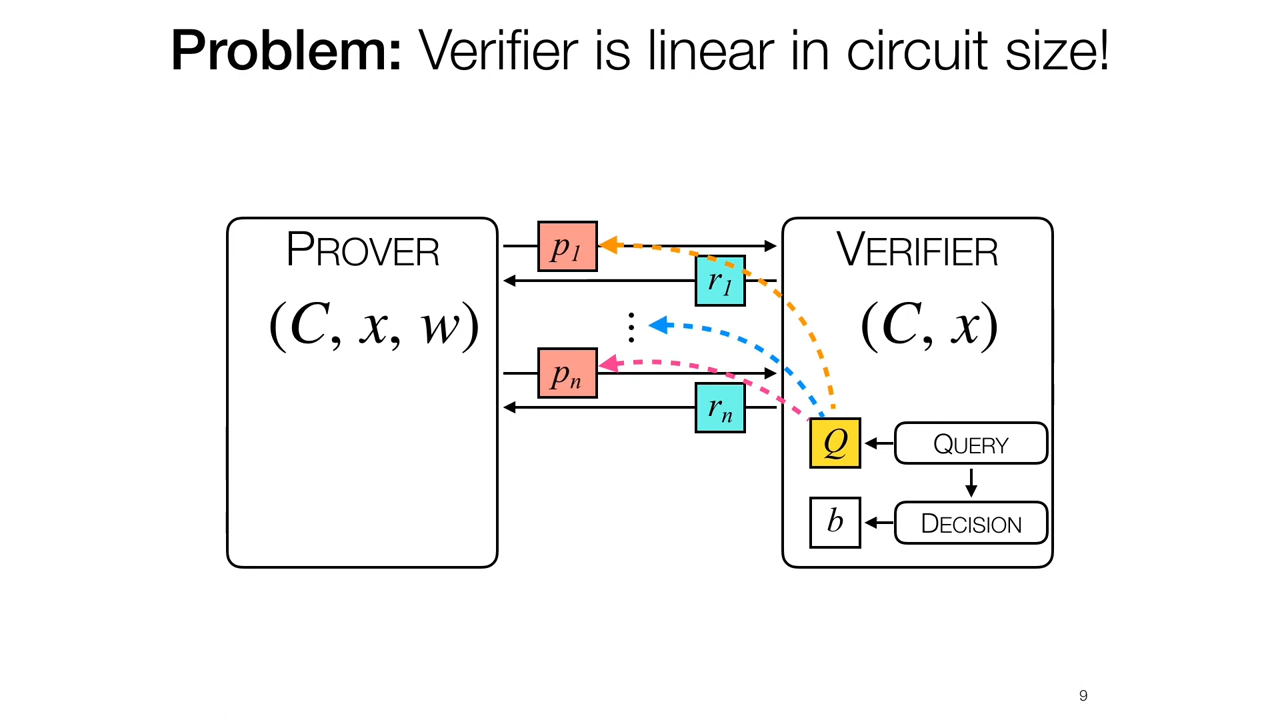 Problem: Verifier is linear in circuit size!
PROVER
(C, x, w)
p1
r1
⋮
pn
rn
VERIFIER
(C, x)
Q
QUERY
b
DECISION
9